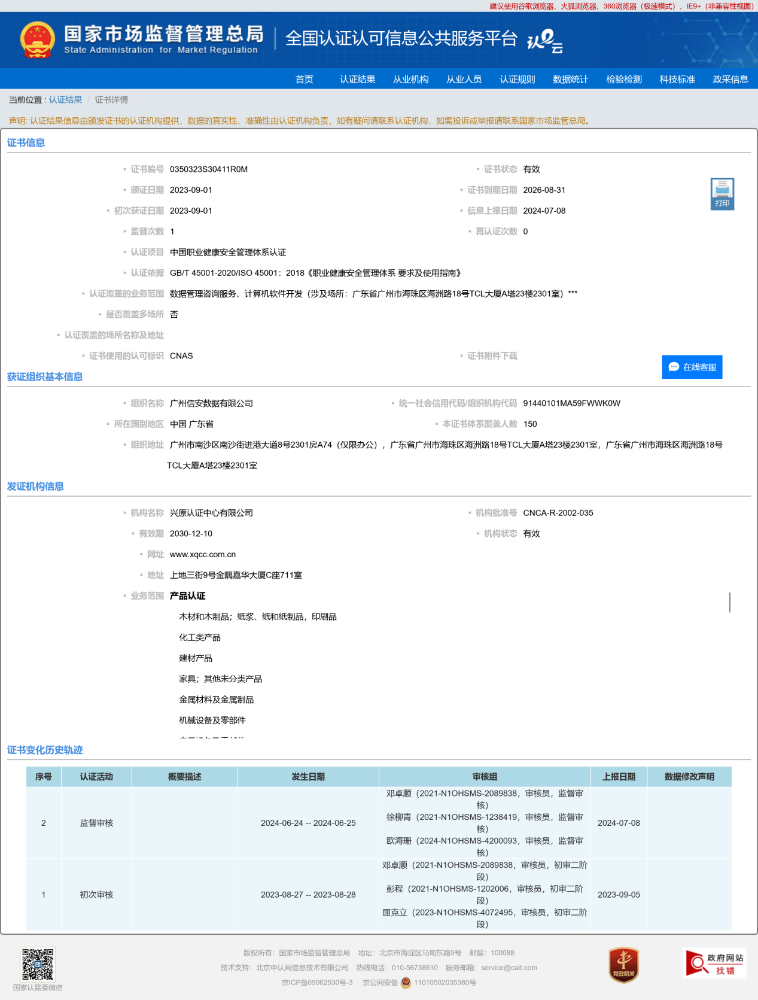 建议使用谷歌浏览器、火狐浏览器、360浏览器（极速模式）、IE9+（非兼容性视图）
国家市场监督管理总局
State Administration for Market Regulation
全国认证认可信息公共服务平台
认e云
首页 认证结果 从业机构 从业人员 认证规则 数据统计 检验检测 科技标准 政采信息
当前位置 : 认证结果 / 证书详情
声明: 认证结果信息由颁发证书的认证机构提供，数据的真实性、准确性由认证机构负责，如有疑问请联系认证机构，如需投诉或举报请联系国家市场监管总局。
证书信息
证书编号 0350323S30411R0M 证书状态 有效
颁证日期 2023-09-01 证书到期日期 2026-08-31
初次获证日期 2023-09-01 信息上报日期 2024-07-08
打印
监督次数 1 再认证次数 0
认证项目 中国职业健康安全管理体系认证
认证依据 GB/T 45001-2020/ISO 45001：2018《职业健康安全管理体系 要求及使用指南》
认证覆盖的业务范围 数据管理咨询服务、计算机软件开发（涉及场所：广东省广州市海珠区海洲路18号TCL大厦A塔23楼2301室）***
是否覆盖多场所 否
认证覆盖的场所名称及地址
证书使用的认可标识 CNAS 证书附件下载
在线客服
获证组织基本信息
组织名称 广州信安数据有限公司 统一社会信用代码/组织机构代码 91440101MA59FWWK0W
所在国别地区 中国 广东省 本证书体系覆盖人数 150
组织地址 广州市南沙区南沙街进港大道8号2301房A74（仅限办公），广东省广州市海珠区海洲路18号TCL大厦A塔23楼2301室，广东省广州市海珠区海洲路18号
TCL大厦A塔23楼2301室
发证机构信息
机构名称 兴原认证中心有限公司 机构批准号 CNCA-R-2002-035
有效期 2030-12-10 机构状态 有效
网址 www.xqcc.com.cn
地址 上地三街9号金隅嘉华大厦C座711室
业务范围 产品认证
木材和木制品；纸浆、纸和纸制品，印刷品
化工类产品
建材产品
家具；其他未分类产品
金属材料及金属制品
机械设备及零部件
证书变化历史轨迹
序号 认证活动 概要描述 发生日期 审核组 上报日期 数据修改声明
2 监督审核 2024-06-24 -- 2024-06-25 邓卓顺（2021-N1OHSMS-2089838，审核员，监督审
核）
徐柳青（2021-N1OHSMS-1238419，审核员，监督审
核）
欧海珊（2024-N1OHSMS-4200093，审核员，监督审
核） 2024-07-08
1 初次审核 2023-08-27 -- 2023-08-28 邓卓顺（2021-N1OHSMS-2089838，审核员，初审二阶
段）
彭程（2021-N1OHSMS-1202006，审核员，初审二阶
段）
屈克立（2023-N1OHSMS-4072495，审核员，初审二阶
段） 2023-09-05
国家认监委微信
版权所有：国家市场监督管理总局 地址：北京市海淀区马甸东路9号 邮编：100088
技术支持：北京中认网信息技术有限公司 热线电话：010-56738610 服务邮箱：service@cait.com
京ICP备09062530号-3 京公网安备 11010502035380号
党政机关
政府网站
找错